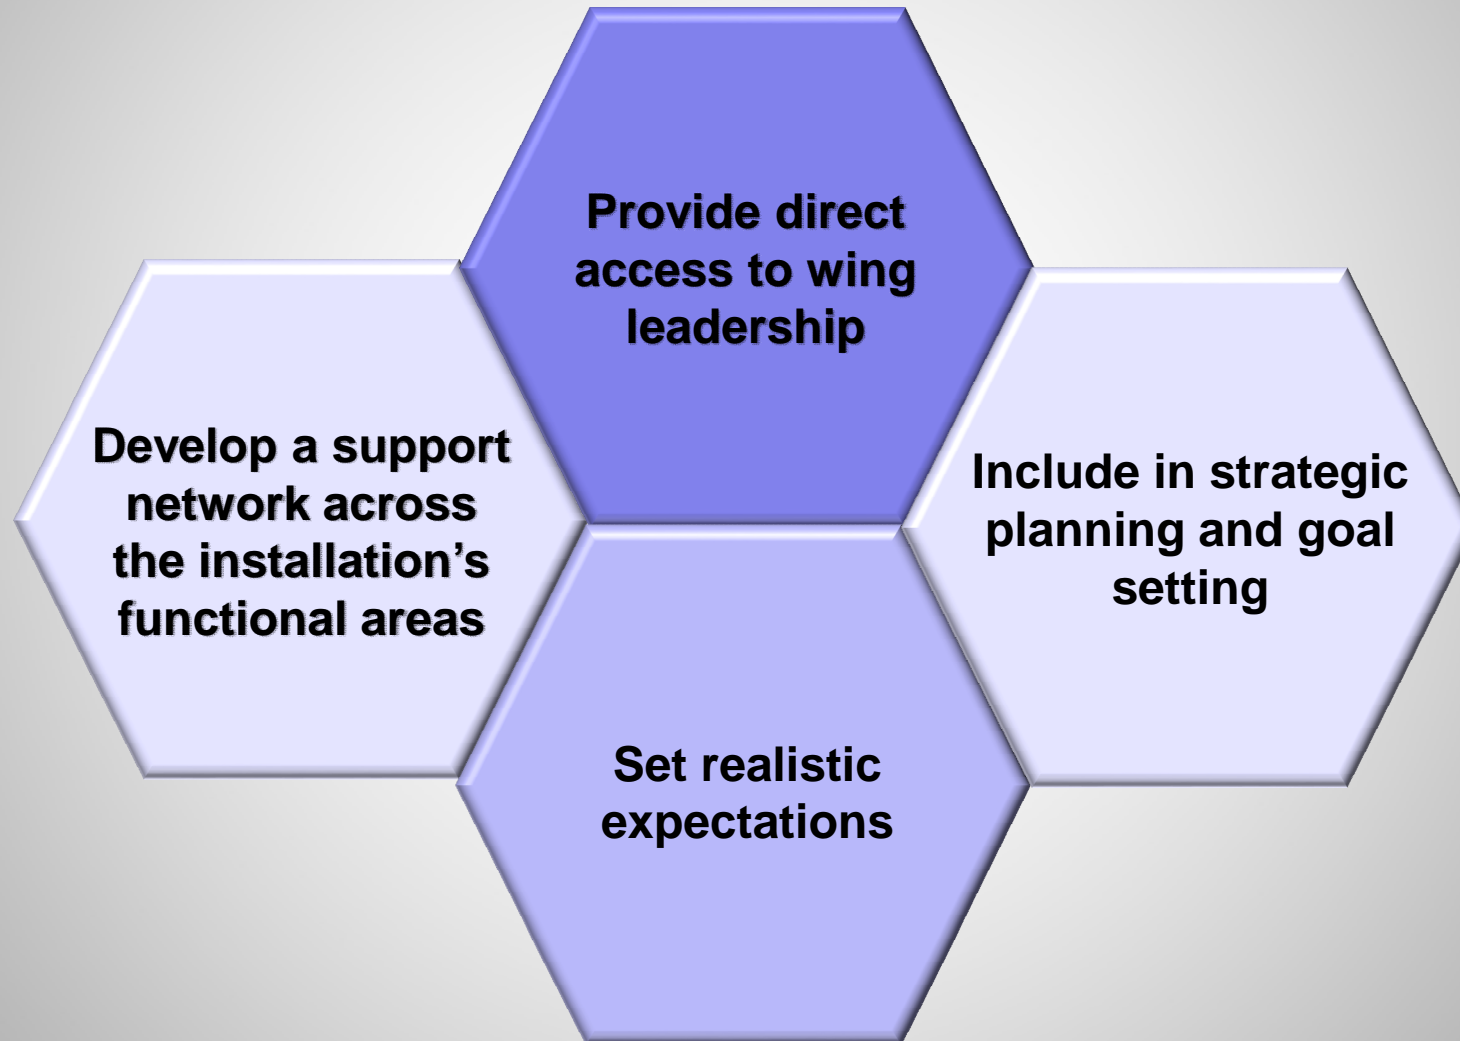 Provide direct
access to wing
leadership
Develop a support
network across
the installation’s
functional areas
Include in strategic
planning and goal
setting
Set realistic
expectations